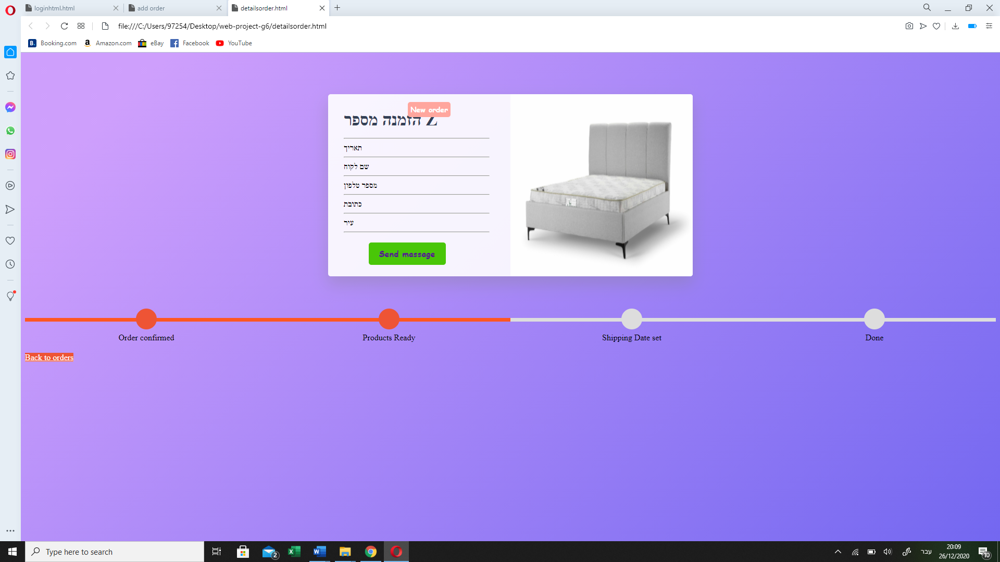 loginhtml.html
add order
detailsorder.html
file:///C:/Users/97254/Desktop/web-project-g6/detailsorder.html
B. Booking.com
a Amazon.com
eBay
Facebook
YouTube
New order
הזמנה מספר
תאריך
שם לקוח
מספר טלפון
כתובת
עיר
Send massage
Order confirmed
Products Ready
Shipping Date set
Done
Back to orders
Type here to search
2
עבר
20:09
26/12/2020
10